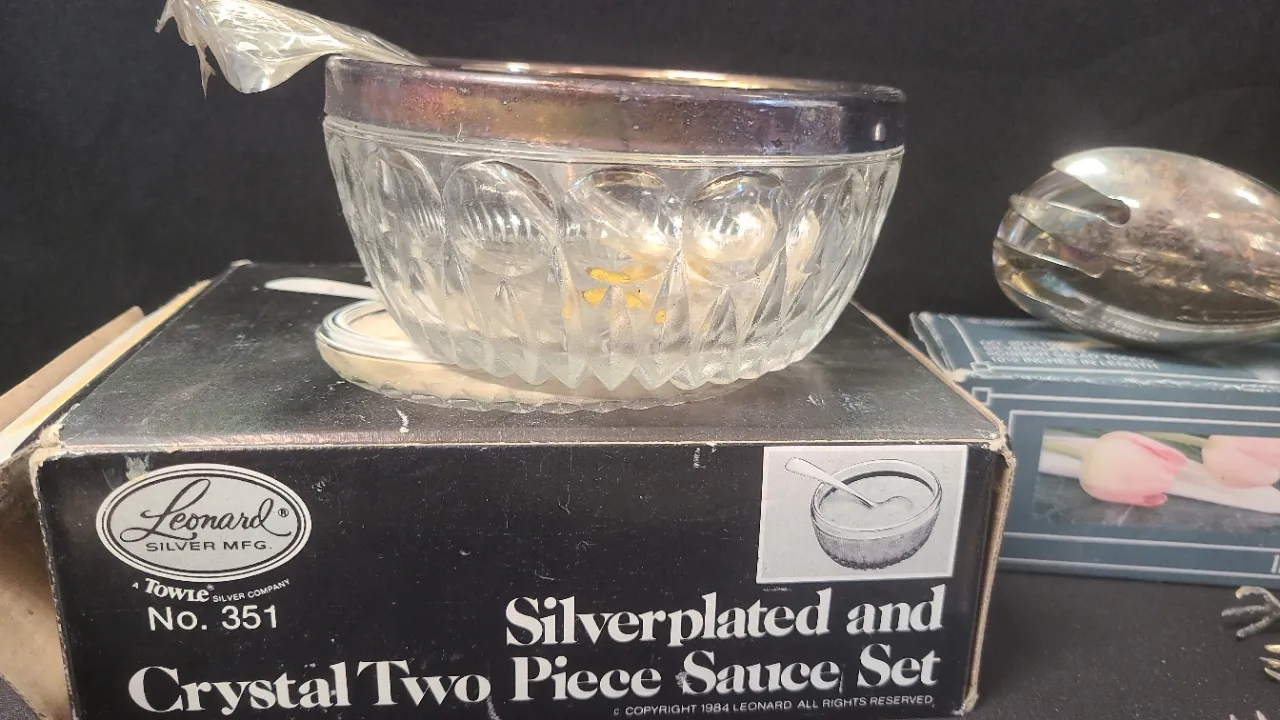 Leonard®
SILVER MFG.
A TOWLE® SILVER COMPANY
No. 351
Silverplated and
Crystal Two Piece Sauce Set
© COPYRIGHT 1984 LEONARD ALL RIGHTS RESERVED